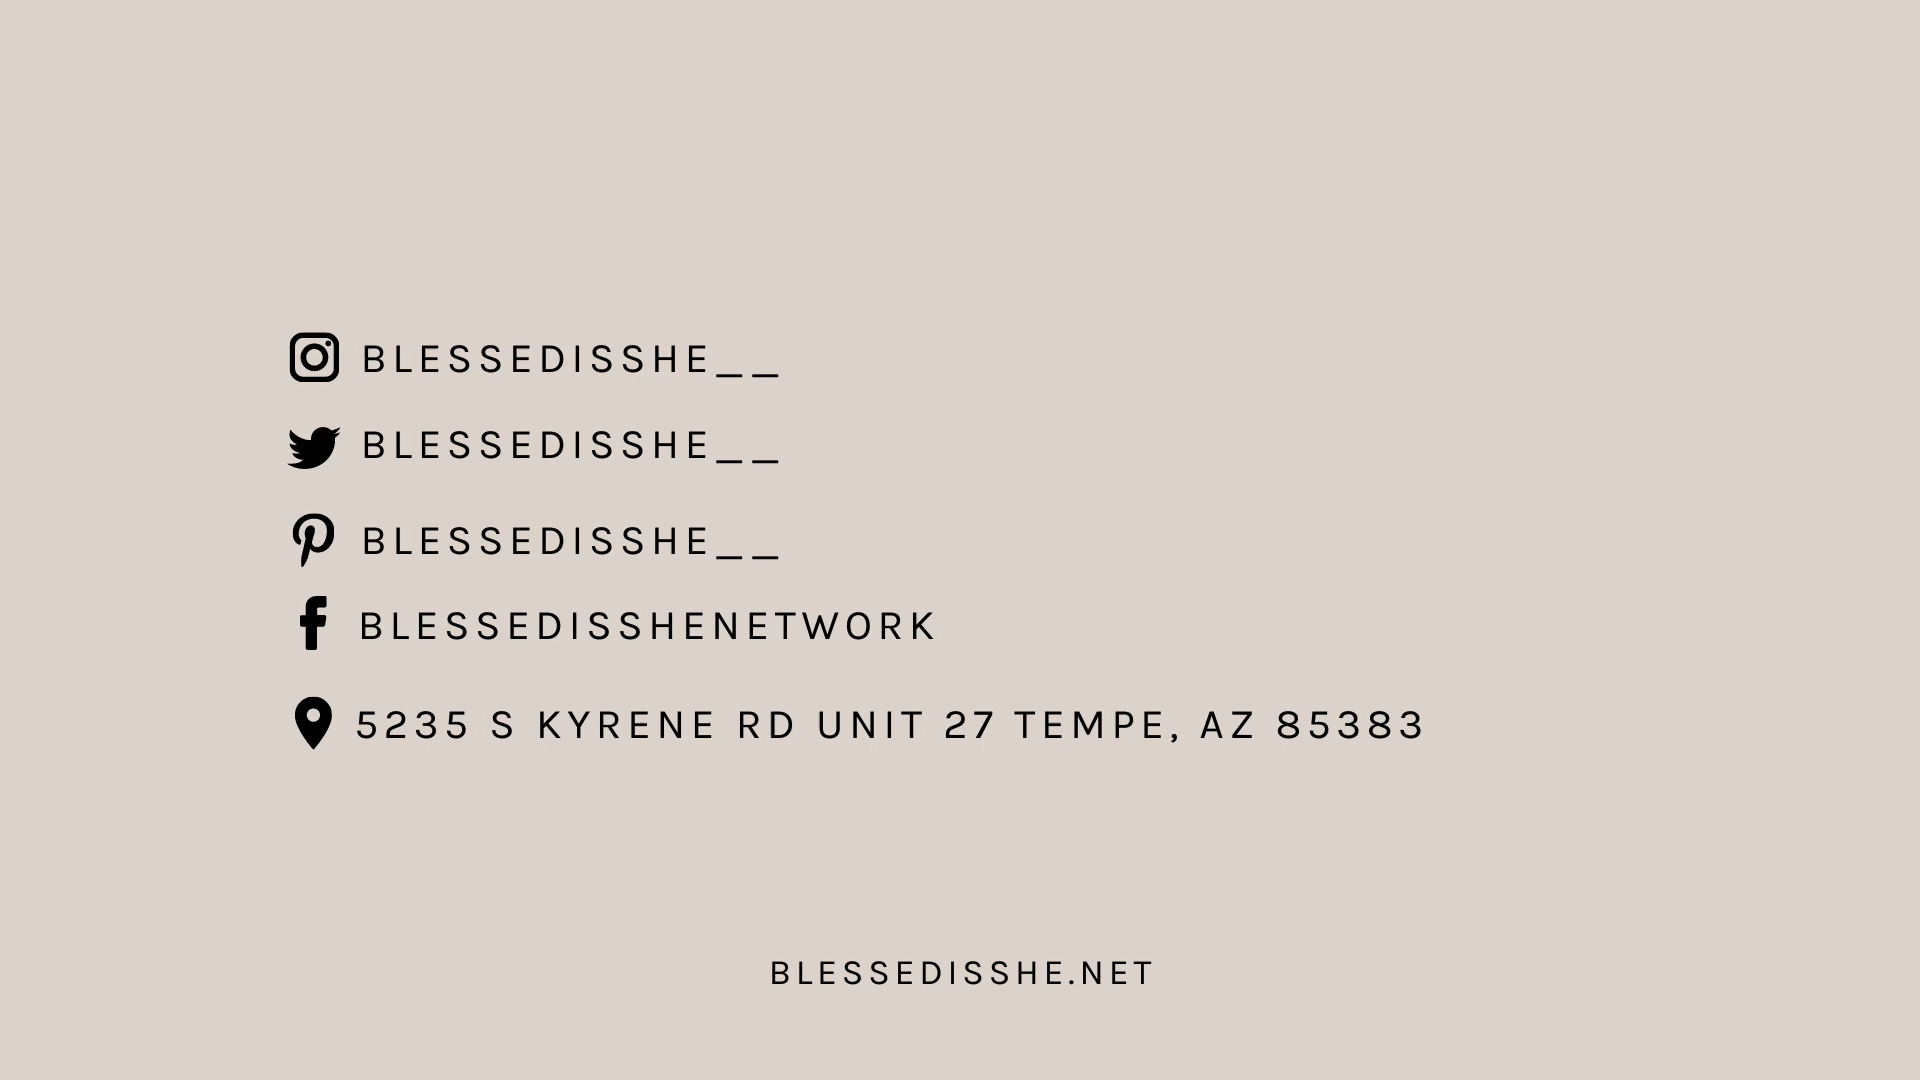 BLESSEDISSHE__
BLESSEDISSHE__
BLESSEDISSHE__
BLESSEDISSHENETWORK
5235 S KYRENE RD UNIT 27 TEMPE, AZ 85383
BLESSEDISSHE.NET